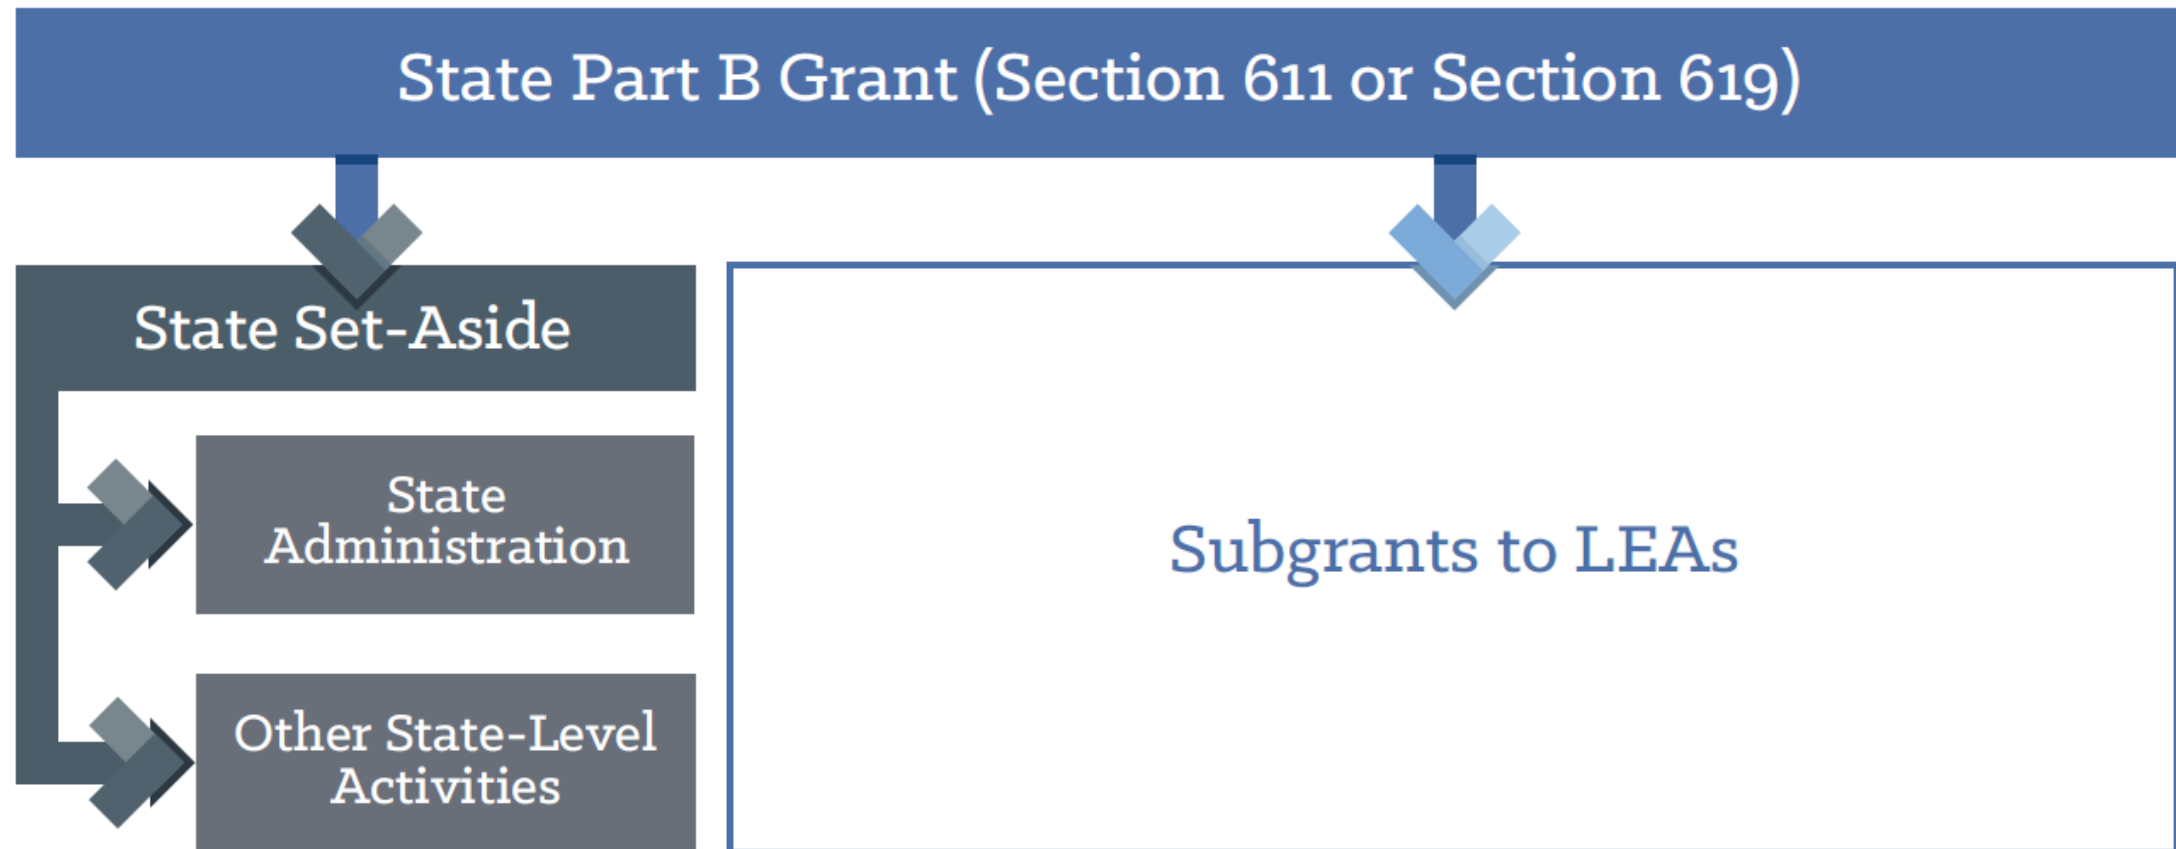 State Part B Grant (Section 611 or Section 619)
State Set-Aside
State
Administration
Other State-Level
Activities
Subgrants to LEAs